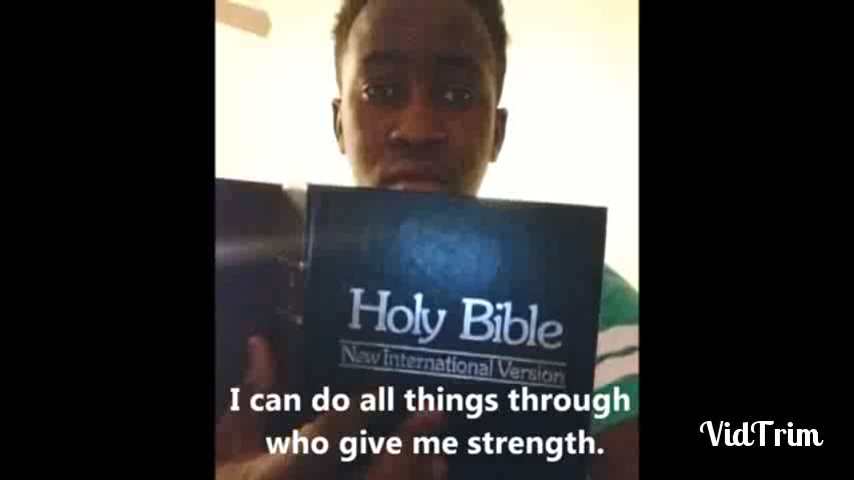 Holy Bible
New International Version
I can do all things through
who give me strength.
VidTrim